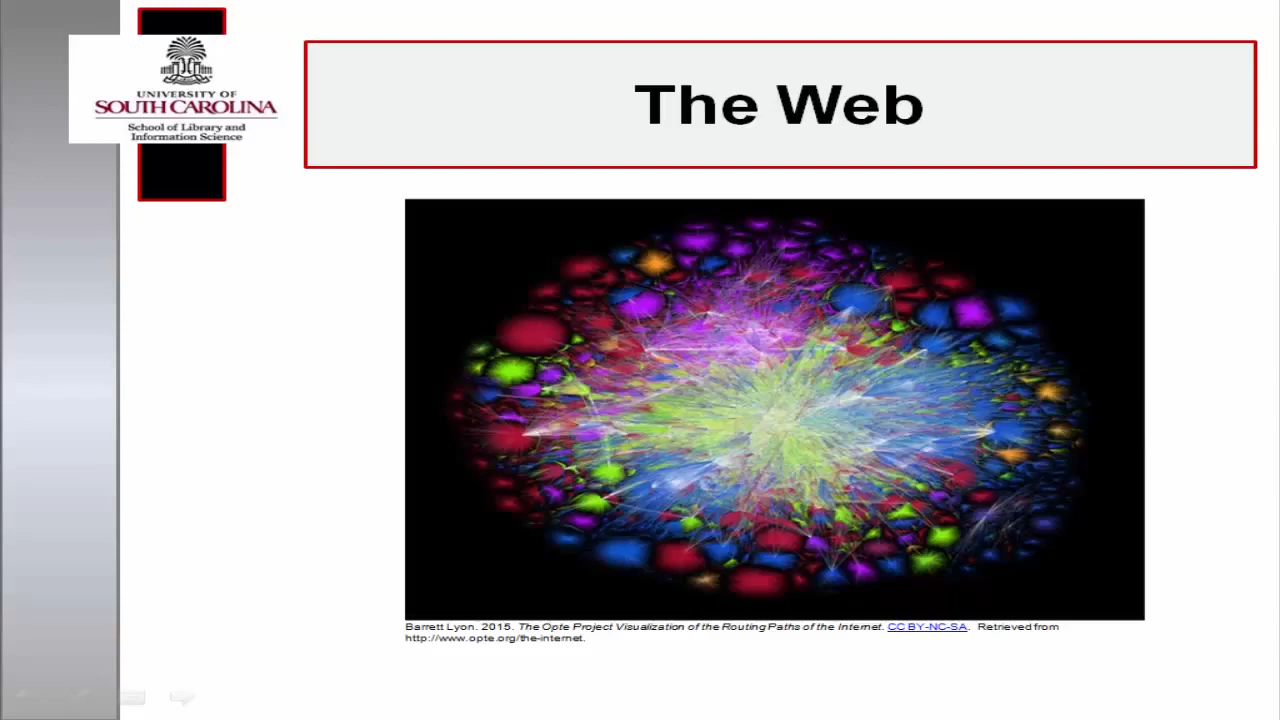 UNIVERSITY OF
SOUTH CAROLINA
School of Library and
Information Science
The Web
Barrett Lyon. 2015. The Opte Project Visualization of the Routing Paths of the Internet. CC BY-NC-SA. Retrieved from
http://www.opte.org/the-internet.